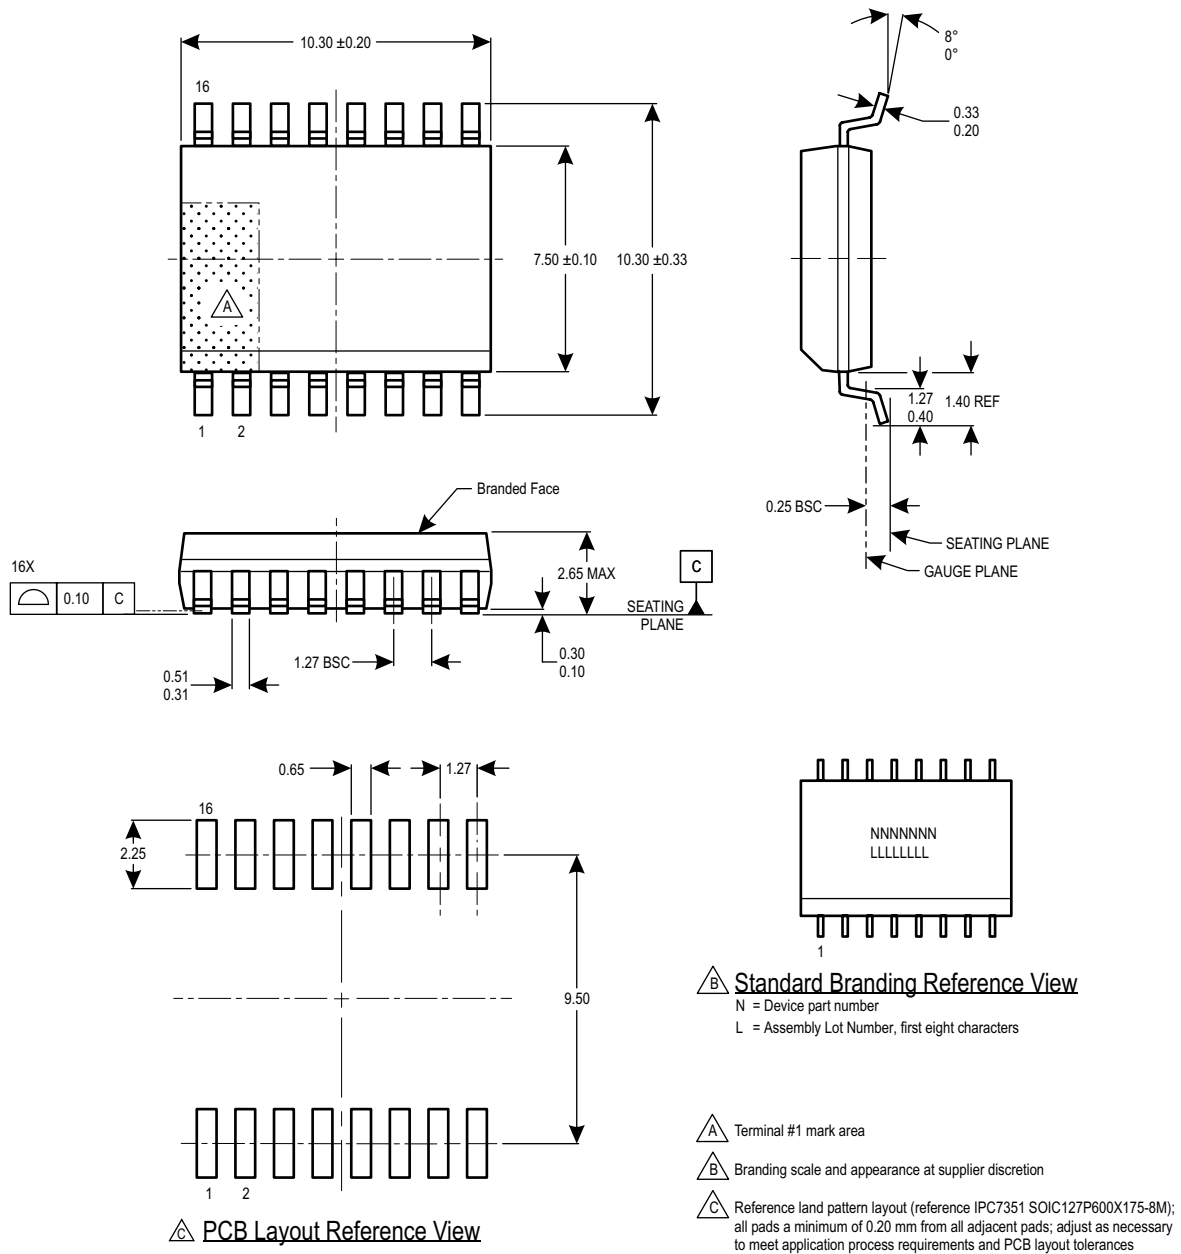 10.30 ±0.20
16
7.50 ±0.10
10.30 ±0.33
A
1 2
8°
0°
0.33
0.20
1.27
0.40
1.40 REF
0.25 BSC
SEATING PLANE
GAUGE PLANE
Branded Face
16X
0.10 C
2.65 MAX
C
SEATING
PLANE
0.30
0.10
1.27 BSC
0.51
0.31
0.65
1.27
16
2.25
9.50
1 2
C PCB Layout Reference View
NNNNNNN
LLLLLLLL
1
B Standard Branding Reference View
N = Device part number
L = Assembly Lot Number, first eight characters
A Terminal #1 mark area
B Branding scale and appearance at supplier discretion
C Reference land pattern layout (reference IPC7351 SOIC127P600X175-8M);
all pads a minimum of 0.20 mm from all adjacent pads; adjust as necessary
to meet application process requirements and PCB layout tolerances